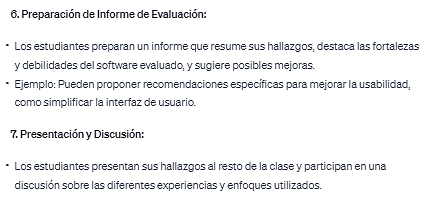 6. Preparación de Informe de Evaluación:
• Los estudiantes preparan un informe que resume sus hallazgos, destaca las fortalezas
y debilidades del software evaluado, y sugiere posibles mejoras.
• Ejemplo: Pueden proponer recomendaciones específicas para mejorar la usabilidad,
como simplificar la interfaz de usuario.
7. Presentación y Discusión:
• Los estudiantes presentan sus hallazgos al resto de la clase y participan en una
discusión sobre las diferentes experiencias y enfoques utilizados.